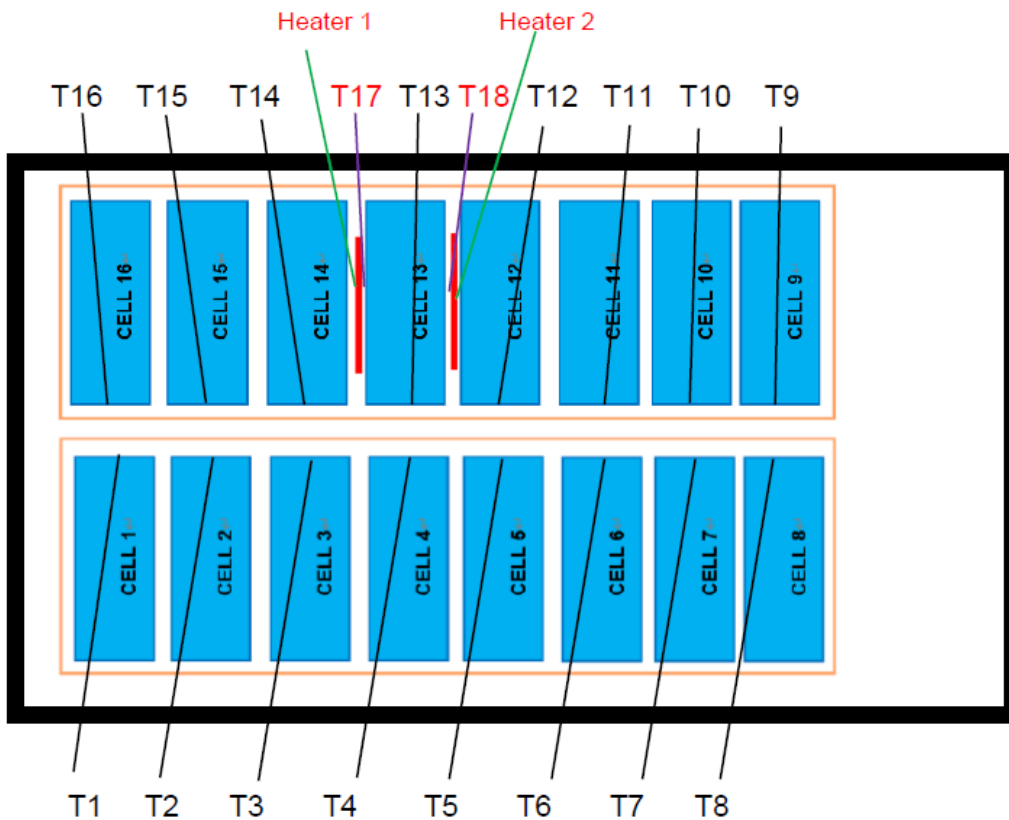 Heater 1 Heater 2
T16 T15 T14 T17 T13 T18 T12 T11 T10 T9
CELL 16 CELL 15 CELL 14 CELL 13 CELL 12 CELL 11 CELL 10 CELL 9
CELL 1 CELL 2 CELL 3 CELL 4 CELL 5 CELL 6 CELL 7 CELL 8
T1 T2 T3 T4 T5 T6 T7 T8